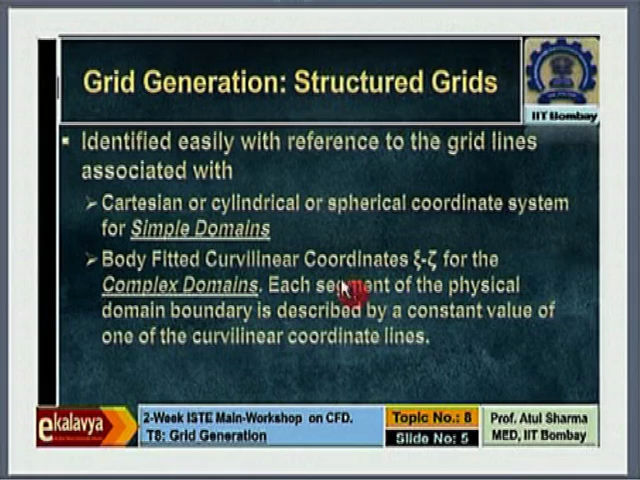 Grid Generation: Structured Grids
IIT Bombay
Identified easily with reference to the grid lines
associated with
Cartesian or cylindrical or spherical coordinate system
for Simple Domains
Body Fitted Curvilinear Coordinates ξ-ζ for the
Complex Domains. Each segment of the physical
domain boundary is described by a constant value of
one of the curvilinear coordinate lines.
ekalavya
2-Week ISTE Main-Workshop on CFD.
T8: Grid Generation
Topic No.: 8
Slide No: 5
Prof. Atul Sharma
MED, IIT Bombay